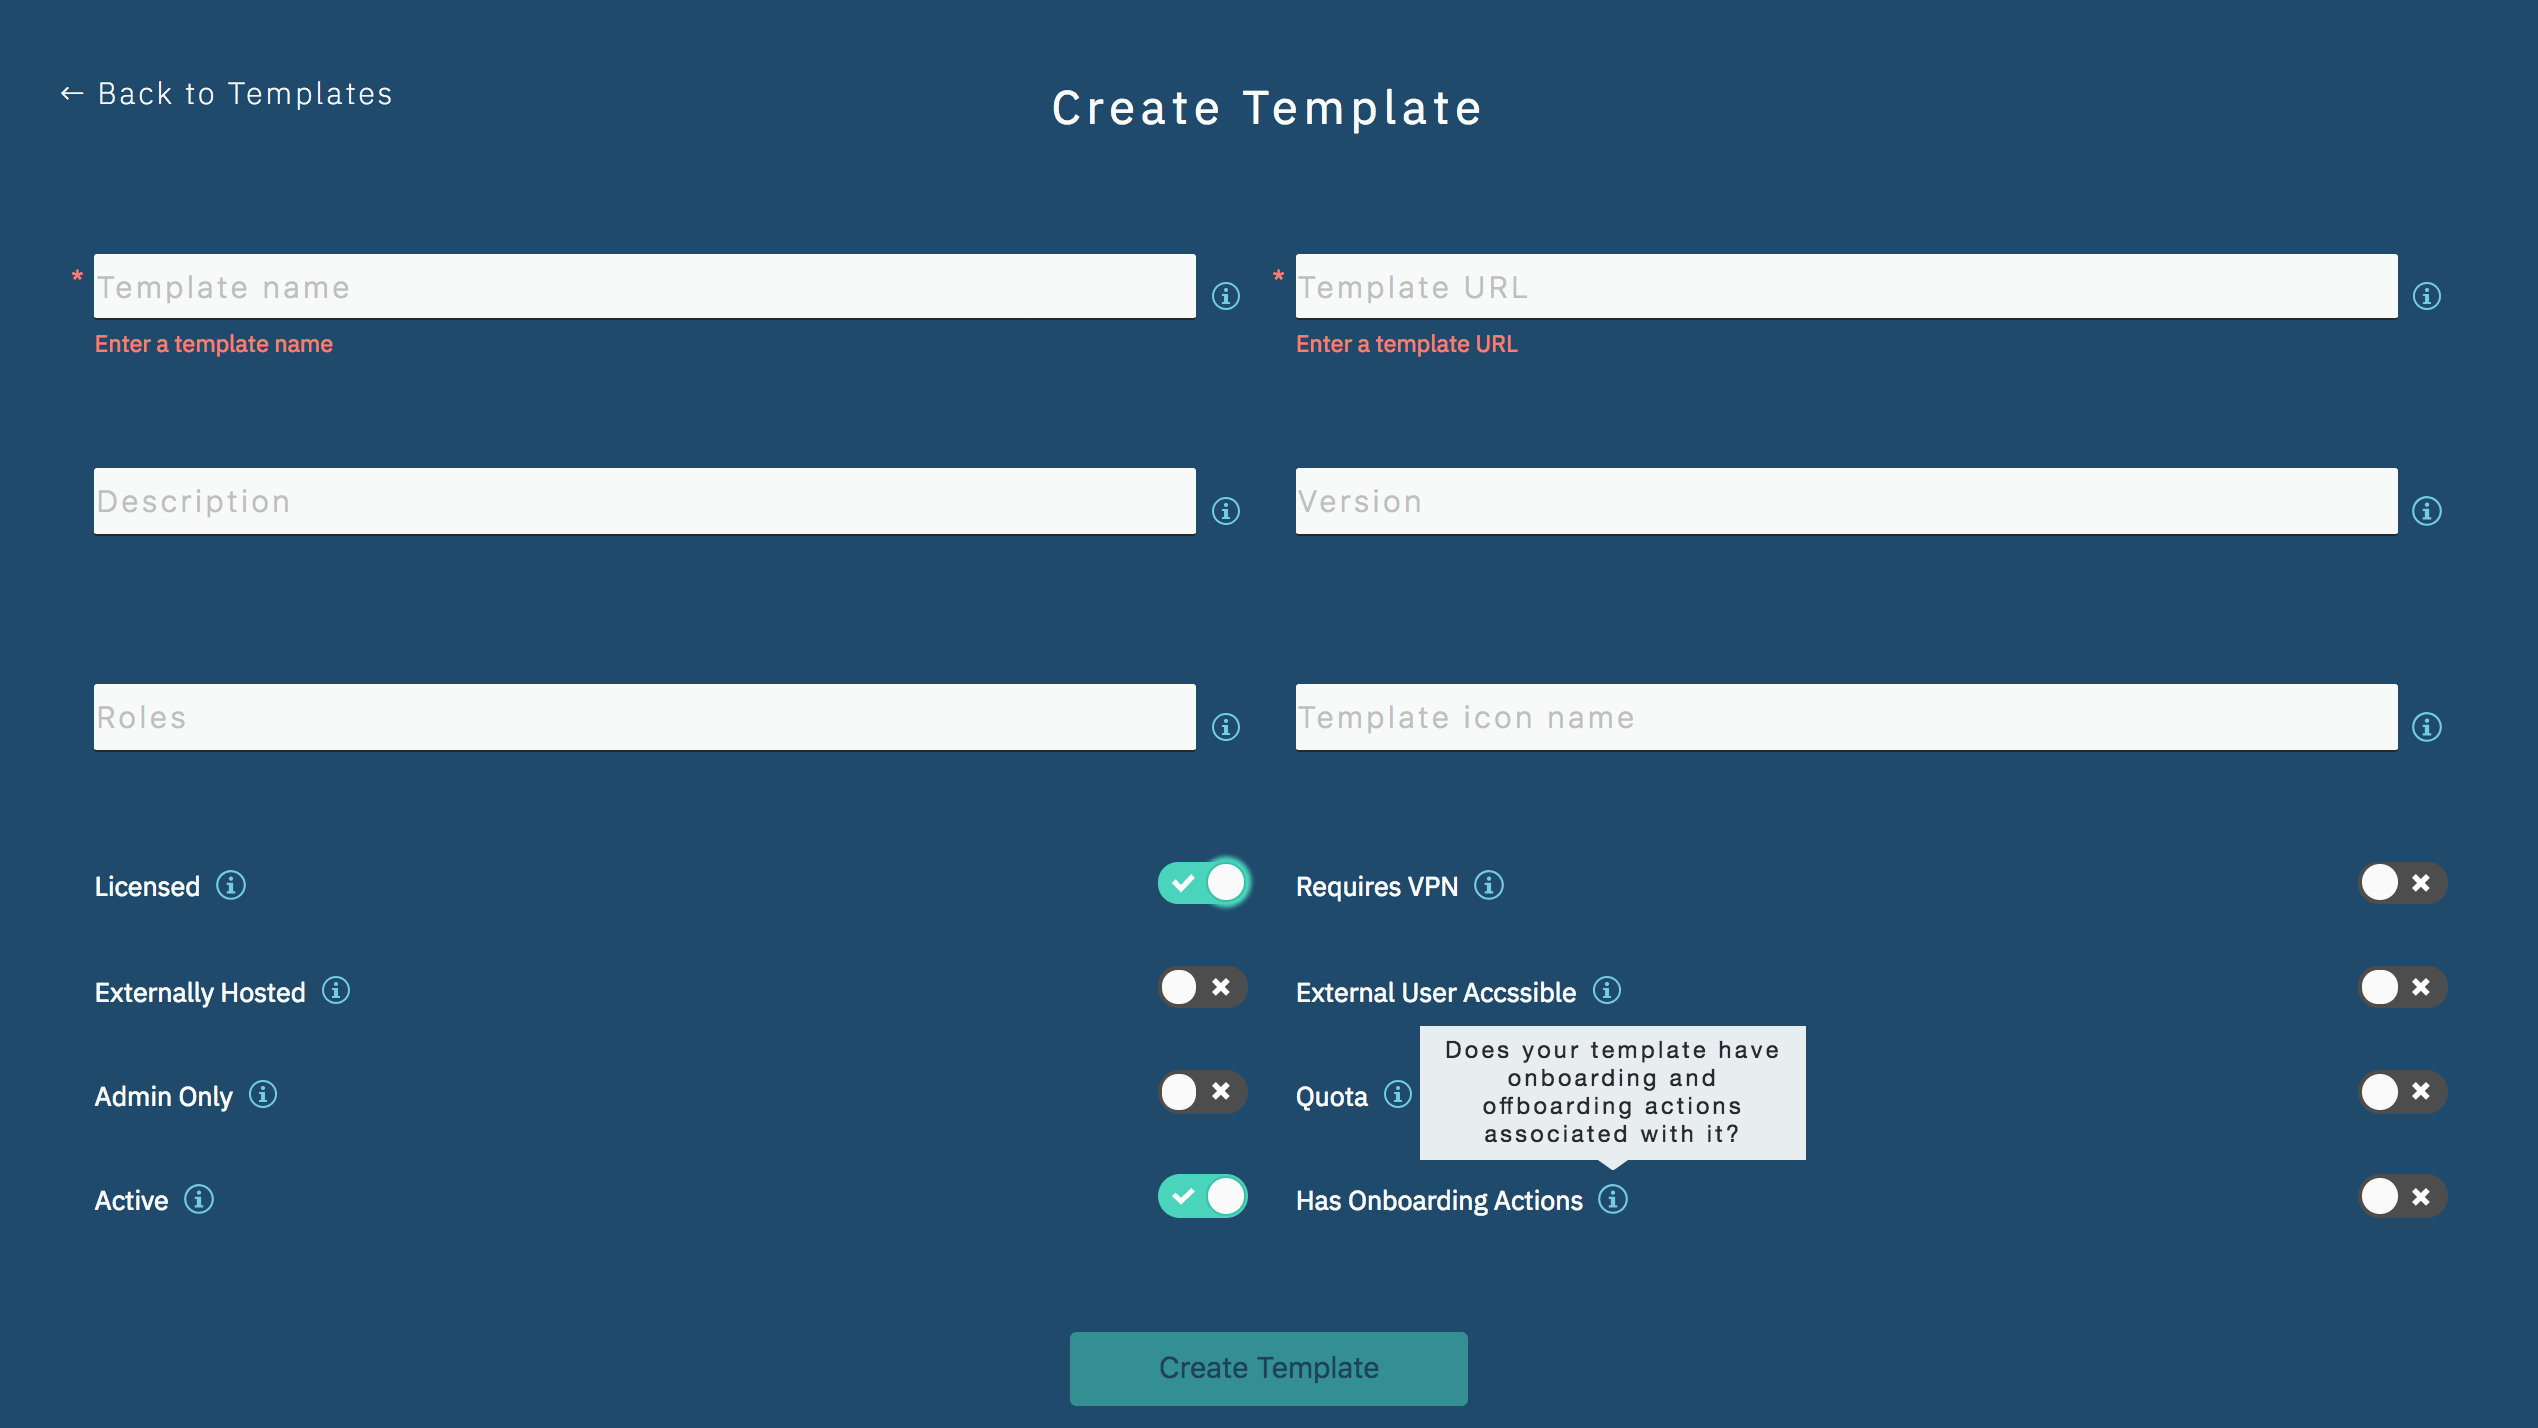 ← Back to Templates
Create Template
* Template name
* Template URL
Enter a template name
Enter a template URL
Description
Version
Roles
Template icon name
Licensed
Requires VPN
Externally Hosted
External User Accssible
Does your template have
onboarding and
offboarding actions
associated with it?
Admin Only
Quota
Active
Has Onboarding Actions
Create Template